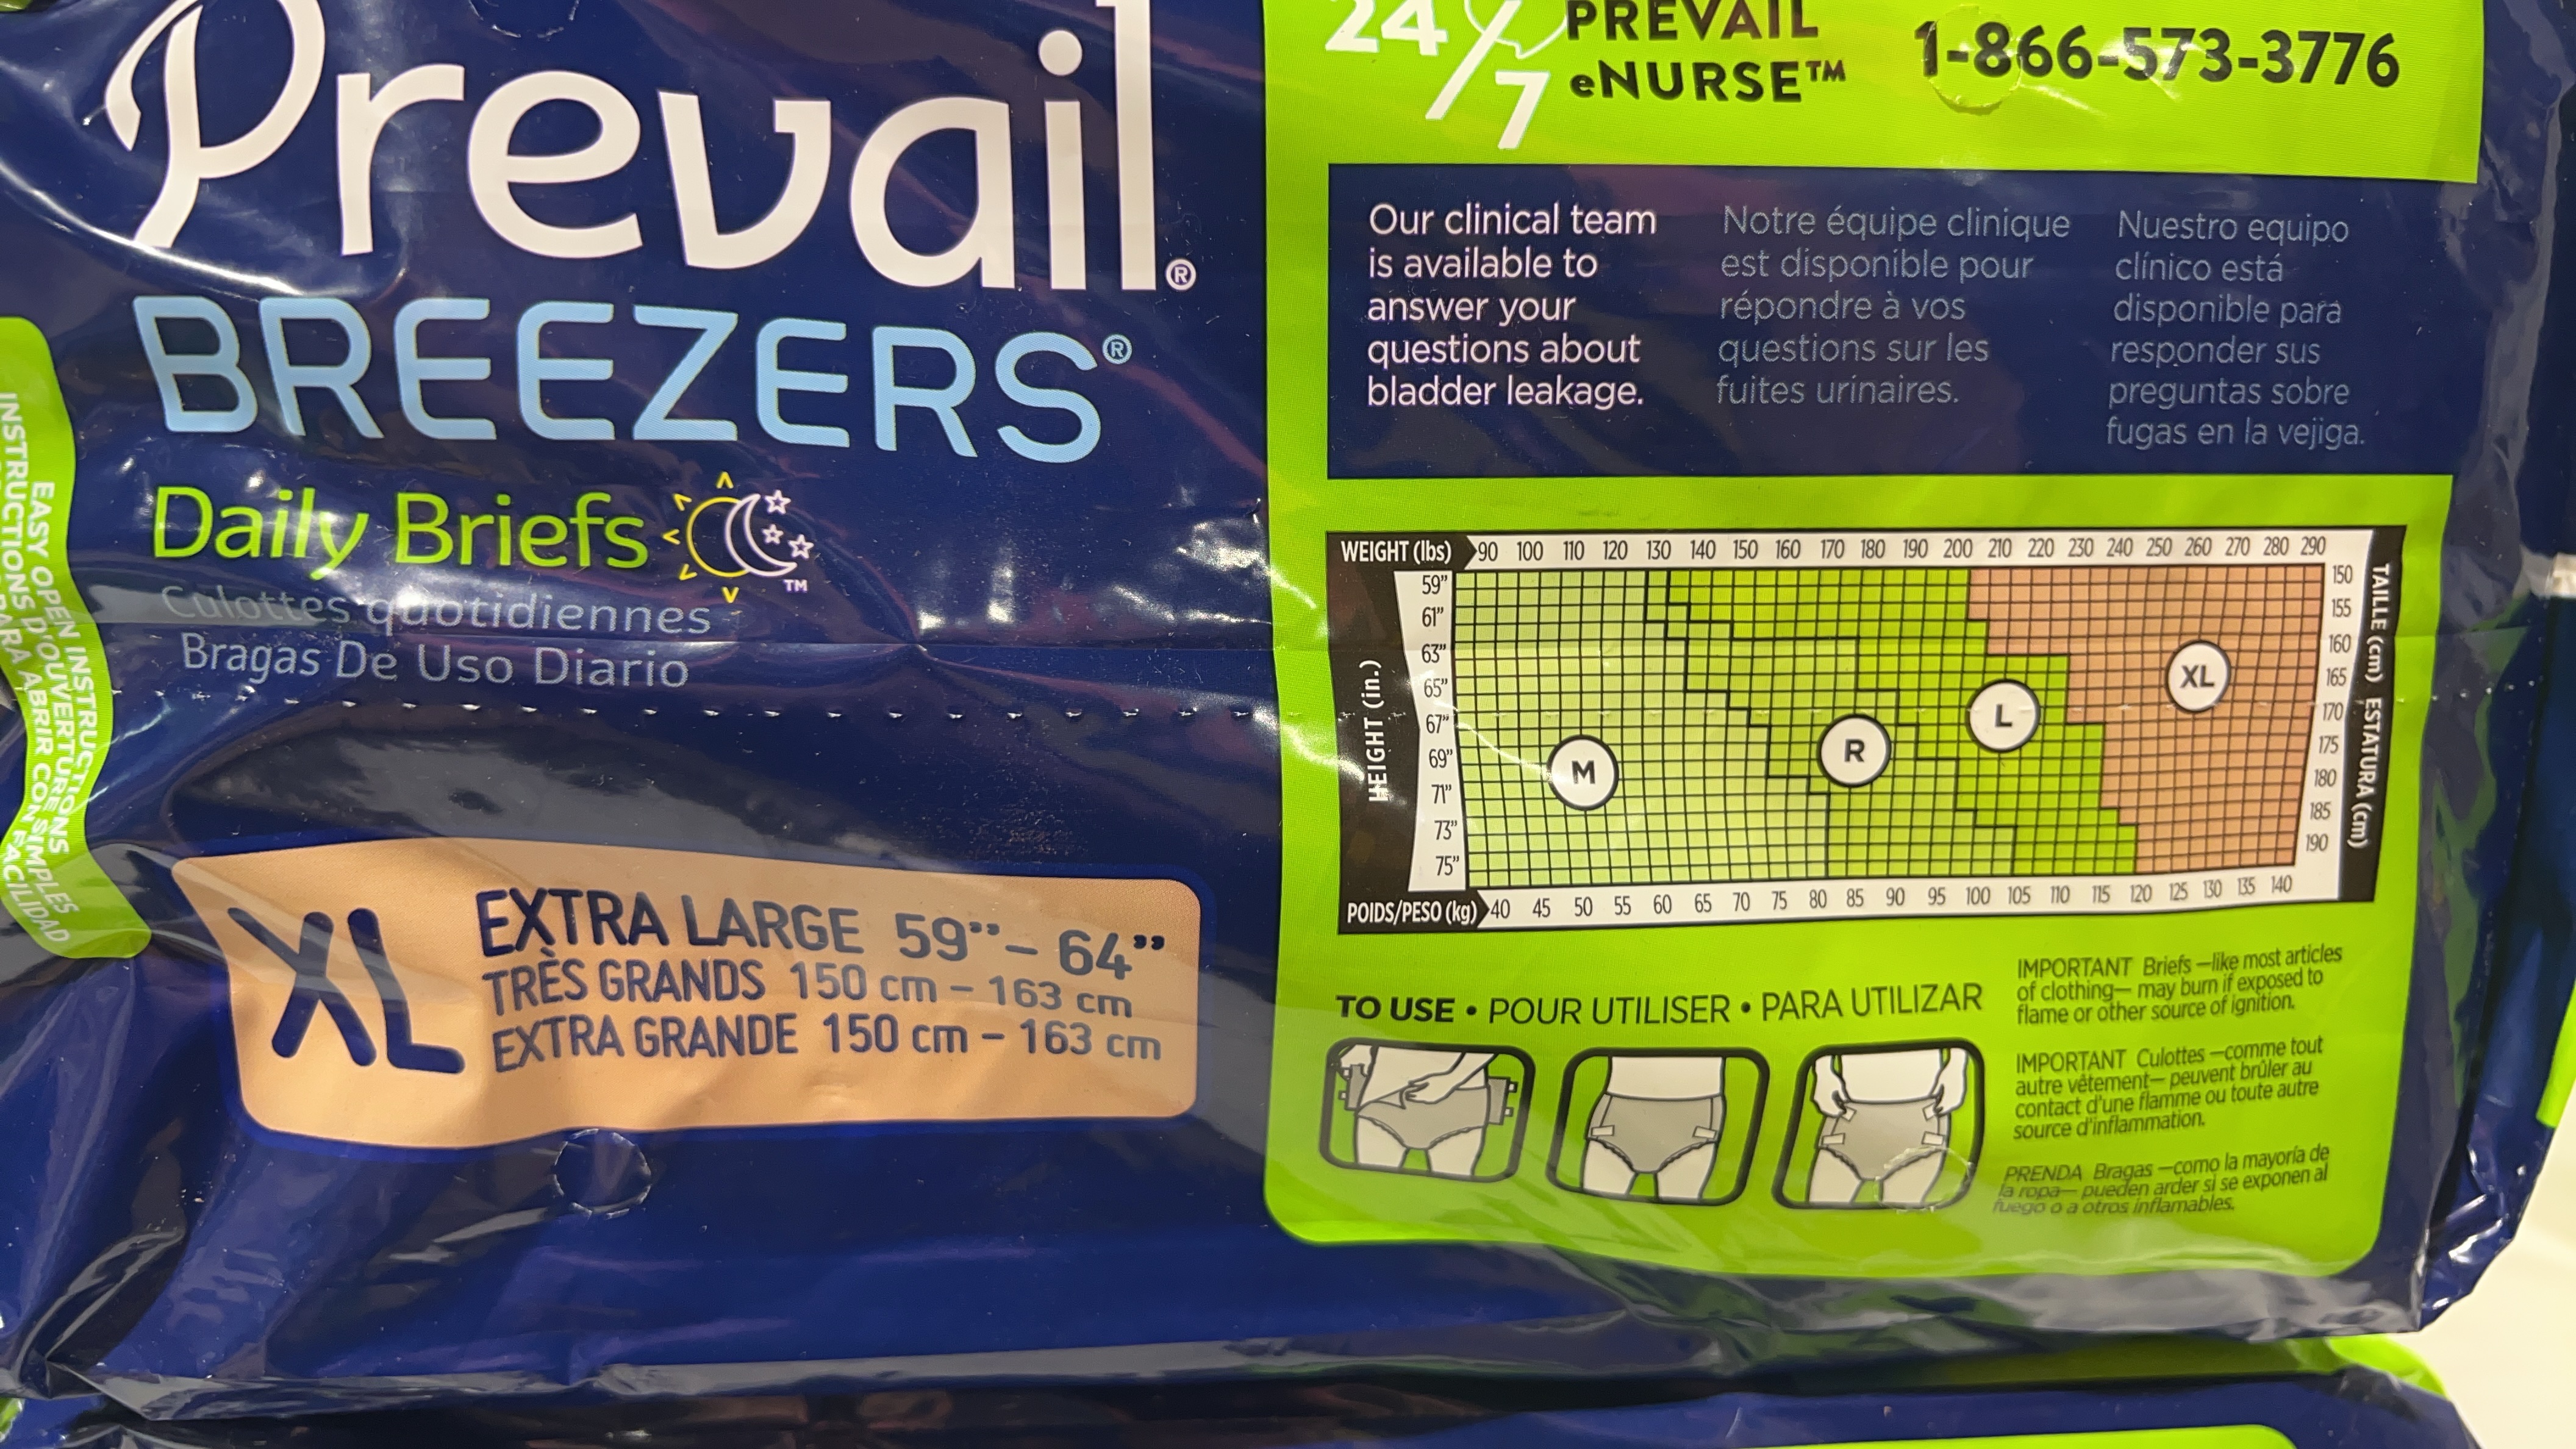 Prevail®
BREEZERS®
Daily Briefs
TM
Culottes quotidiennes
Bragas De Uso Diario
EASY OPEN INSTRUCTIONS
INSTRUCTIONS D'OUVERTURE SIMPLES
PARA ABRIR CON FACILIDAD
XL
EXTRA LARGE 59”– 64”
TRÈS GRANDS 150 cm – 163 cm
EXTRA GRANDE 150 cm – 163 cm
24/7
PREVAIL
eNURSE™
1-866-573-3776
Our clinical team
is available to
answer your
questions about
bladder leakage.
Notre équipe clinique
est disponible pour
répondre à vos
questions sur les
fuites urinaires.
Nuestro equipo
clínico está
disponible para
responder sus
preguntas sobre
fugas en la vejiga.
WEIGHT (lbs) 90 100 110 120 130 140 150 160 170 180 190 200 210 220 230 240 250 260 270 280 290
HEIGHT (in.)
59”
61”
63”
65”
67”
69”
71”
73”
75”
M
R
L
XL
150
155
160
165
170
175
180
185
190
TAILLE (cm) ESTATURA (cm)
POIDS/PESO (kg) 40 45 50 55 60 65 70 75 80 85 90 95 100 105 110 115 120 125 130 135 140
TO USE • POUR UTILISER • PARA UTILIZAR
IMPORTANT Briefs —like most articles
of clothing— may burn if exposed to
flame or other source of ignition.
IMPORTANT Culottes —comme tout
autre vêtement— peuvent brûler au
contact d'une flamme ou toute autre
source d'inflammation.
PRENDA Bragas —como la mayoría de
la ropa— pueden arder si se exponen al
fuego o a otros inflamables.